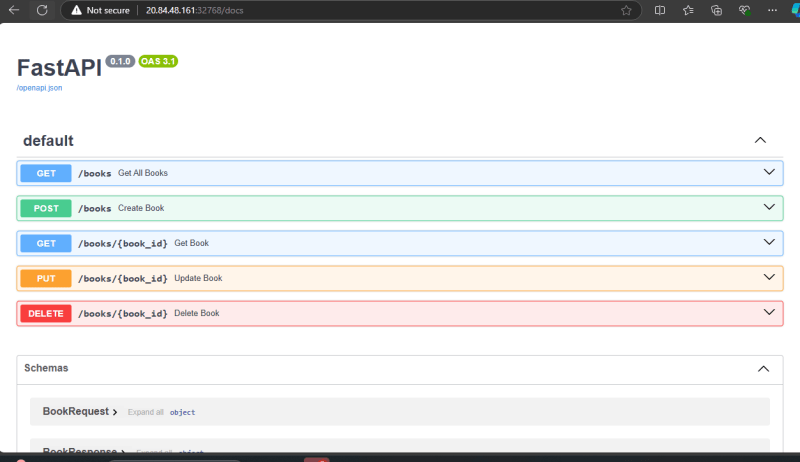 Not secure 20.84.48.161:32768/docs
FastAPI 0.1.0 OAS 3.1
/openapi.json
default
GET /books Get All Books
POST /books Create Book
GET /books/{book_id} Get Book
PUT /books/{book_id} Update Book
DELETE /books/{book_id} Delete Book
Schemas
BookRequest Expand all object
BookResponse Expand all object